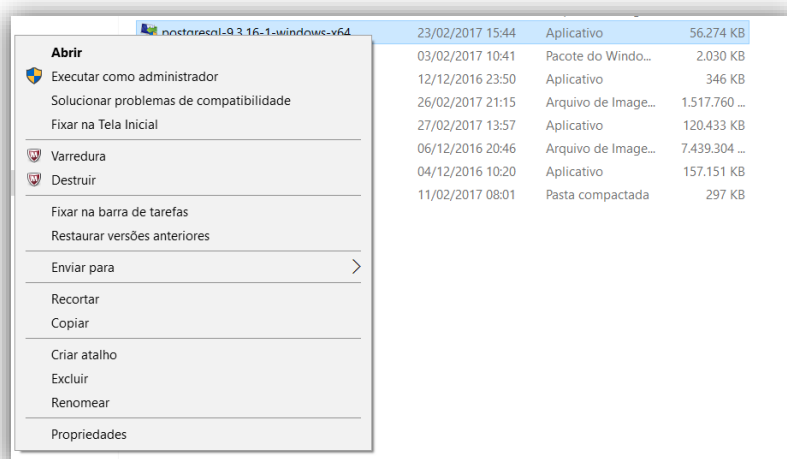 postgresql-9.3.16-1-windows-x64 23/02/2017 15:44 Aplicativo 56.274 KB
Abrir 03/02/2017 10:41 Pacote do Windo... 2.030 KB
Executar como administrador 12/12/2016 23:50 Aplicativo 346 KB
Solucionar problemas de compatibilidade 26/02/2017 21:15 Arquivo de Image... 1.517.760 ...
Fixar na Tela Inicial 27/02/2017 13:57 Aplicativo 120.433 KB
Varredura 06/12/2016 20:46 Arquivo de Image... 7.439.304 ...
Destruir 04/12/2016 10:20 Aplicativo 157.151 KB
11/02/2017 08:01 Pasta compactada 297 KB
Fixar na barra de tarefas
Restaurar versões anteriores
Enviar para
Recortar
Copiar
Criar atalho
Excluir
Renomear
Propriedades